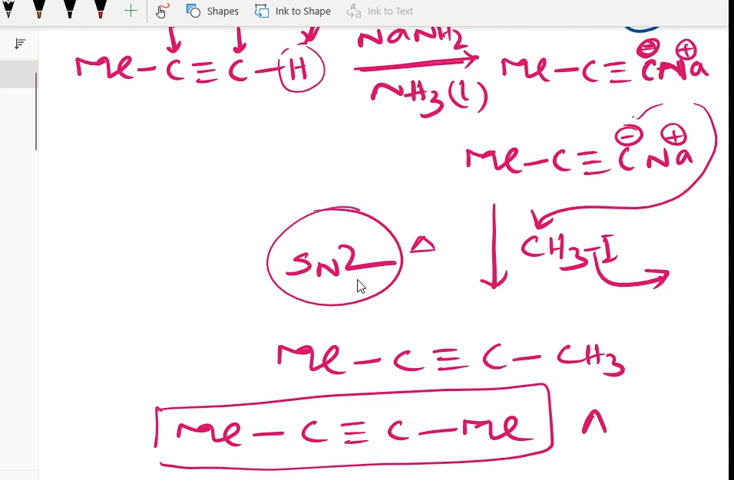 Shapes Ink to Shape Ink to Text
Me-C≡C-H NaNH2 Me-C≡C⊖Na⊕
NH3(l)
Me-C≡C⊖Na⊕
SN2 Δ CH3-I
Me-C≡C-CH3
Me-C≡C-Me